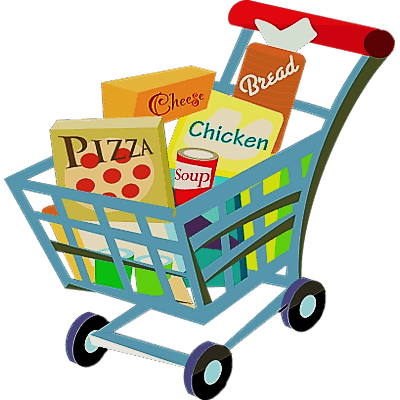 Bread
Cheese
Chicken
PIZZA
Soup